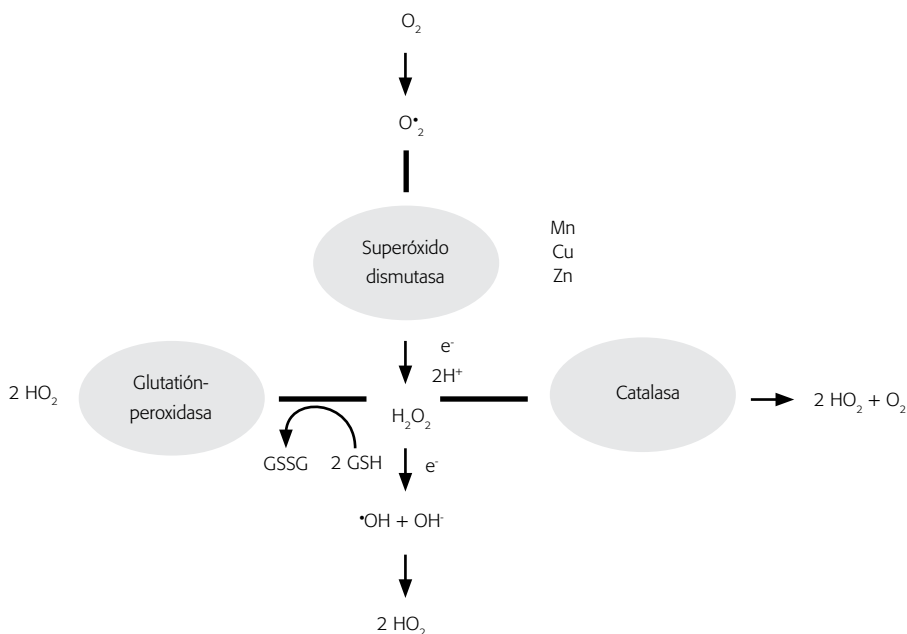 O₂
O•₂
Superóxido
dismutasa
Mn
Cu
Zn
e⁻
2H⁺
2 HO₂
Glutatión-
peroxidasa
H₂O₂
Catalasa
2 HO₂ + O₂
GSSG
2 GSH
e⁻
•OH + OH⁻
2 HO₂